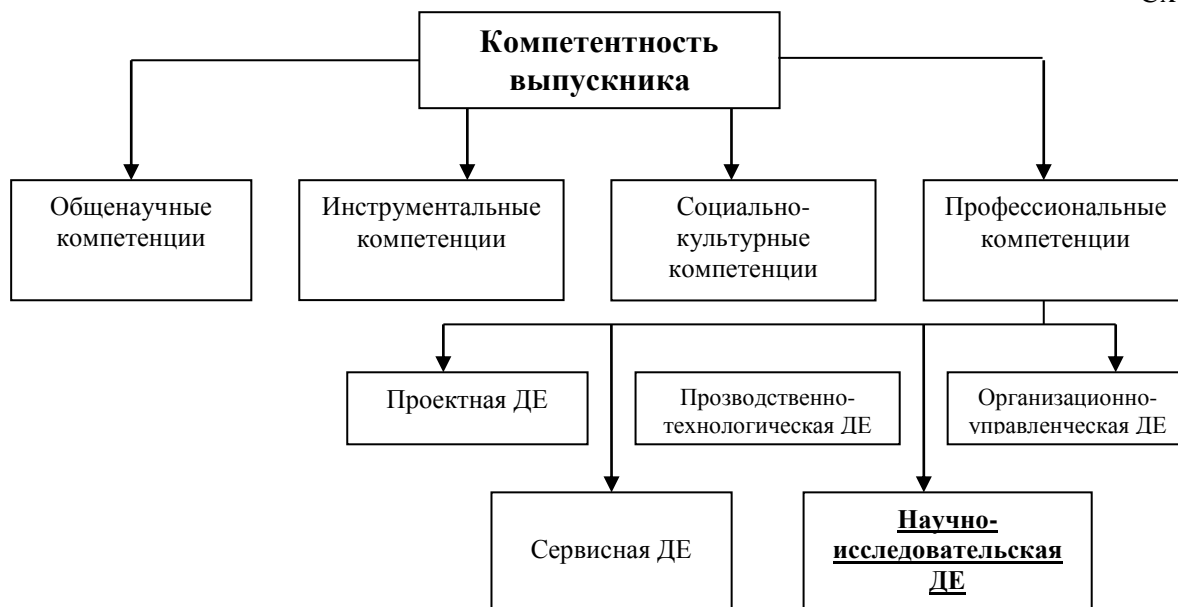 Компетентность
выпускника
Общенаучные
компетенции
Инструментальные
компетенции
Социально-
культурные
компетенции
Профессиональные
компетенции
Проектная ДЕ
Прозводственно-
технологическая ДЕ
Организационно-
управленческая ДЕ
Сервисная ДЕ
Научно-
исследовательская
ДЕ